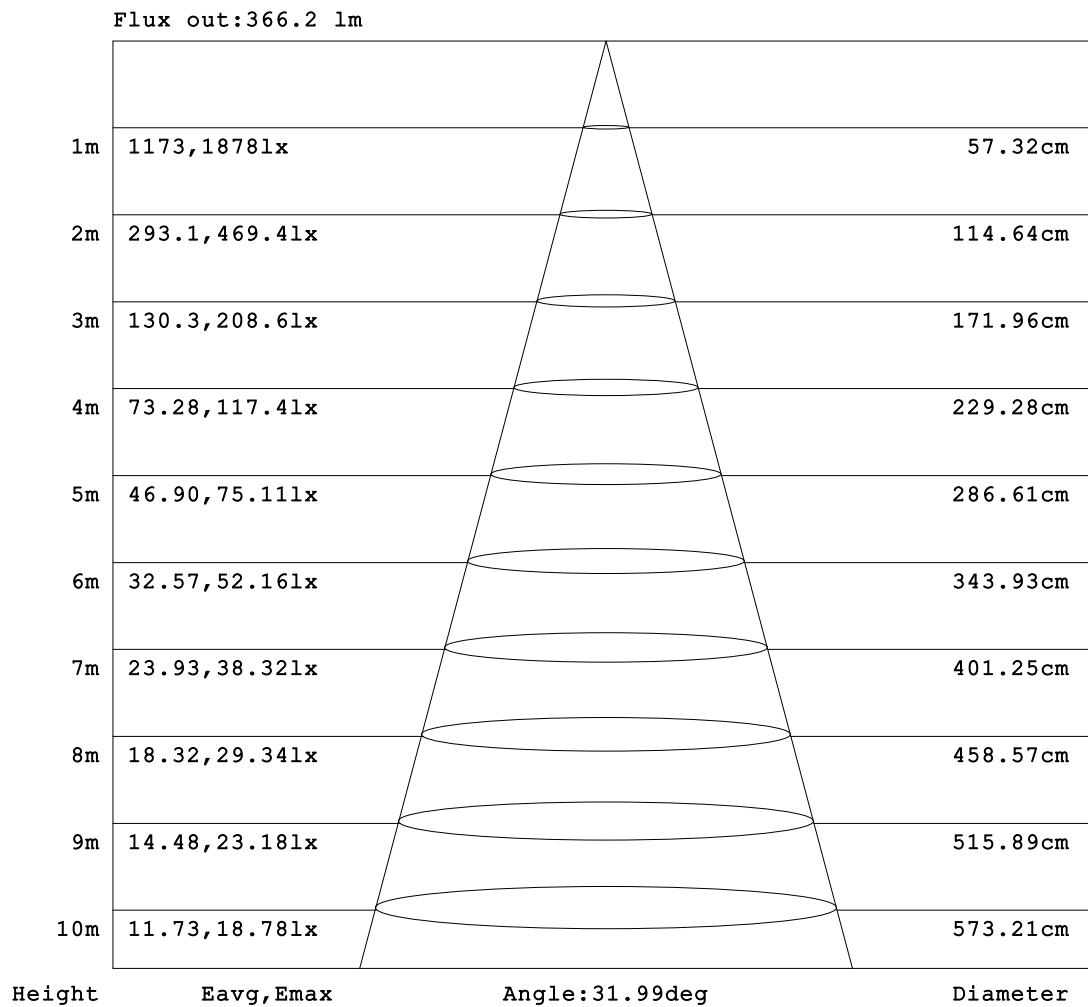 Flux out:366.2 lm
1m 1173,1878lx 57.32cm
2m 293.1,469.4lx 114.64cm
3m 130.3,208.6lx 171.96cm
4m 73.28,117.4lx 229.28cm
5m 46.90,75.11lx 286.61cm
6m 32.57,52.16lx 343.93cm
7m 23.93,38.32lx 401.25cm
8m 18.32,29.34lx 458.57cm
9m 14.48,23.18lx 515.89cm
10m 11.73,18.78lx 573.21cm
Height Eavg,Emax Angle:31.99deg Diameter